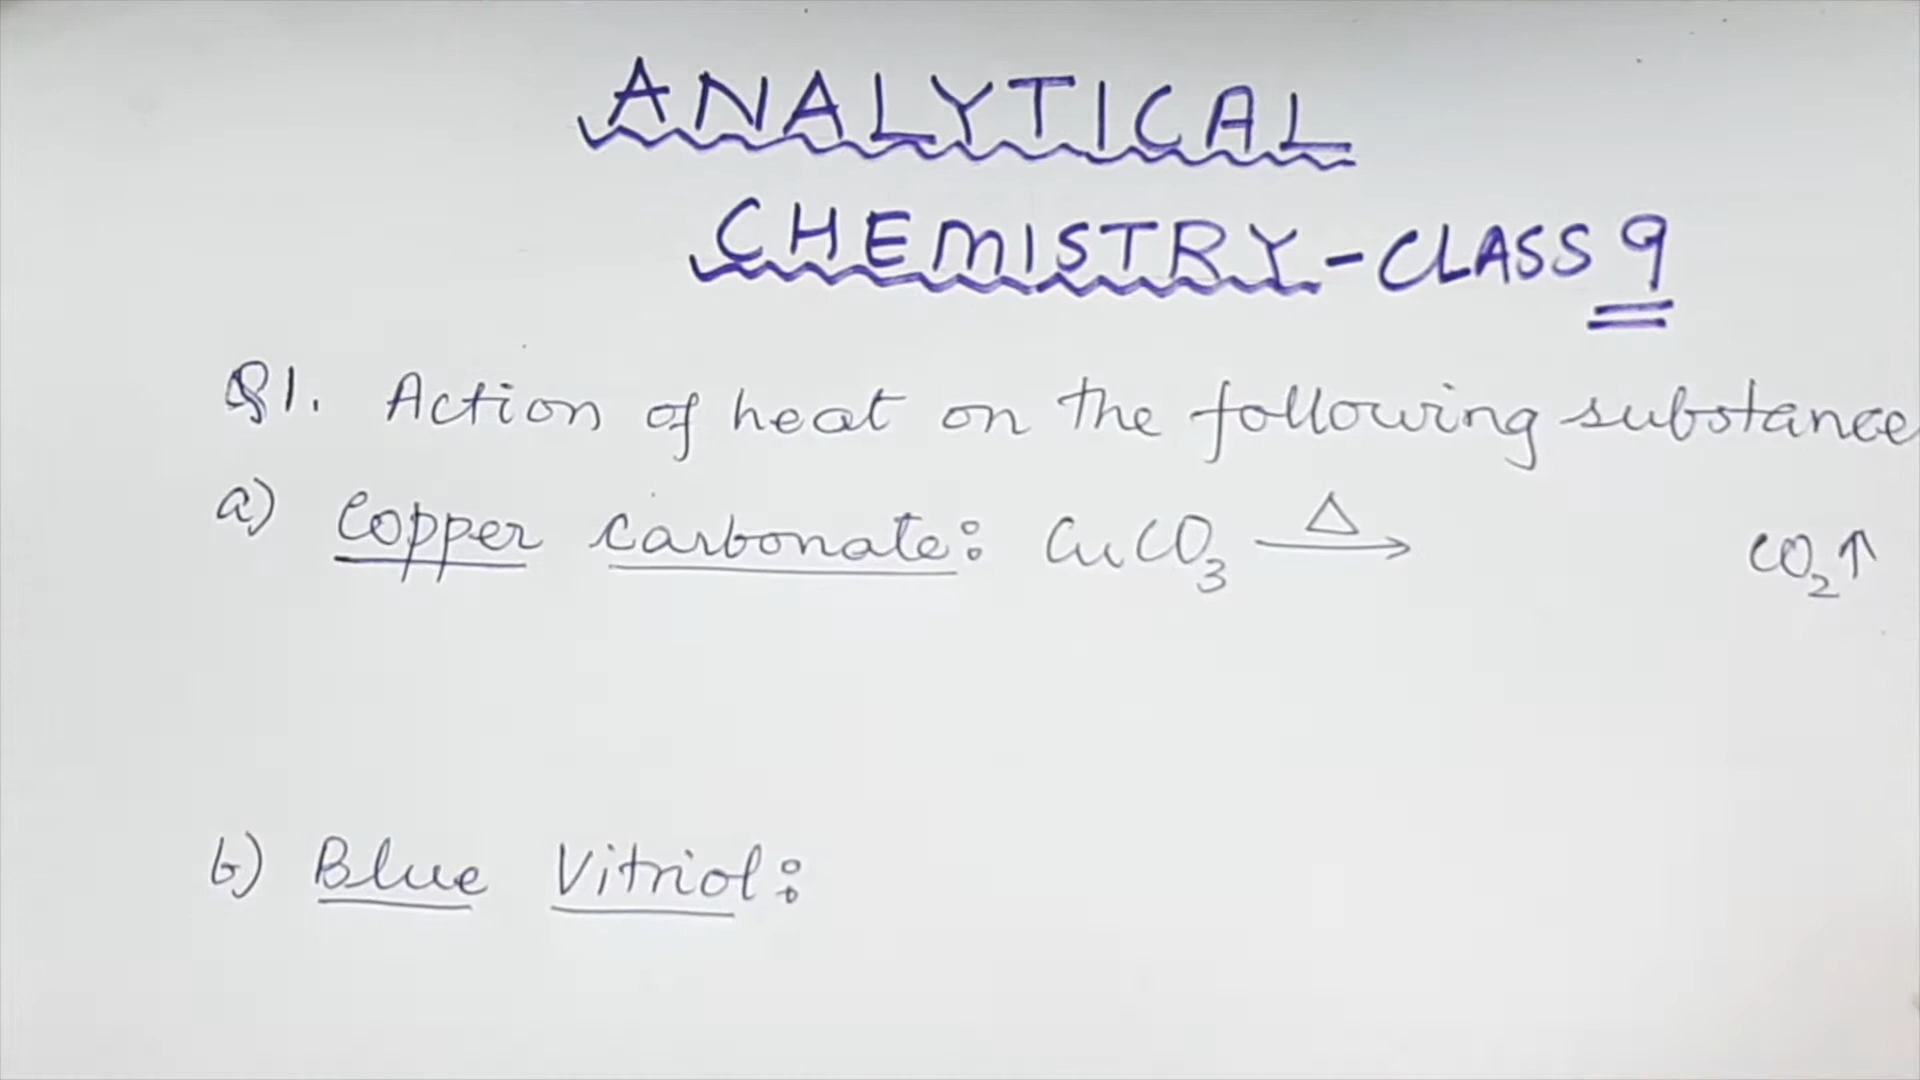 ANALYTICAL
CHEMISTRY - CLASS 9
Q1. Action of heat on the following substance
a) Copper carbonate: CuCO₃ —Δ→ CO₂↑
b) Blue Vitriol: